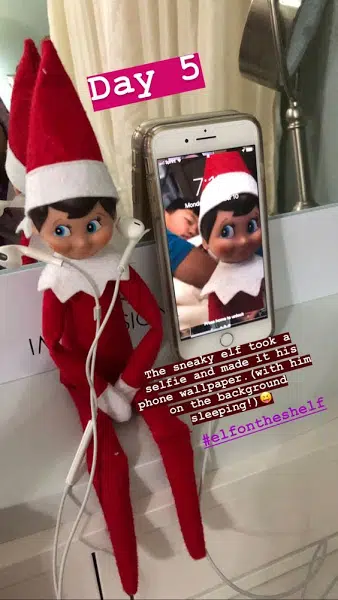 Day 5
The sneaky elf took a
selfie and made it his
phone wallpaper.(with him
on the background
sleeping!)😀
#elfontheshelf